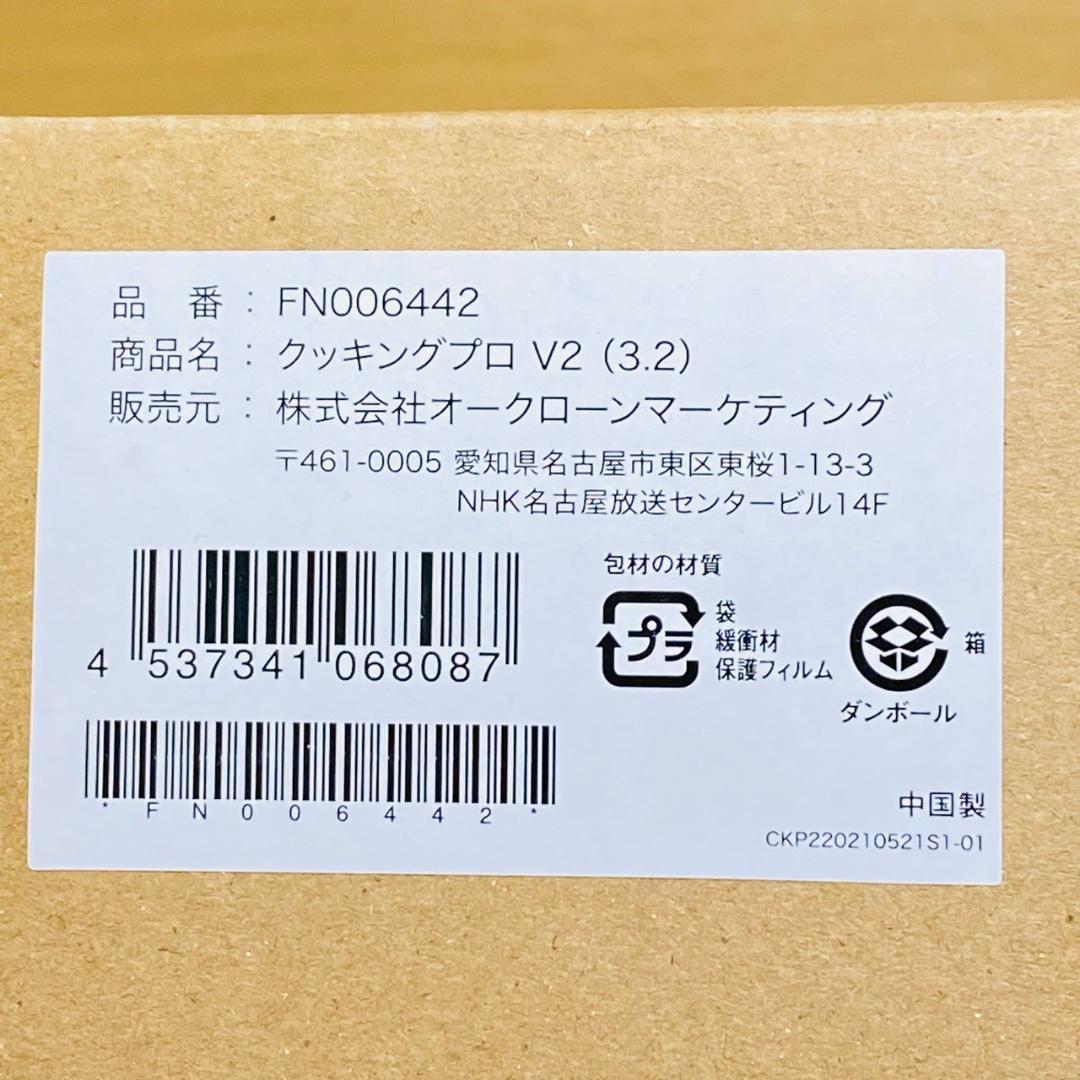 品 番 : FN006442
商品名 : クッキングプロ V2 (3.2)
販売元 : 株式会社オークローンマーケティング
〒461-0005 愛知県名古屋市東区東桜1-13-3
NHK名古屋放送センタービル14F
包材の材質
プラ
袋
緩衝材
保護フィルム
箱
ダンボール
4 537341 068087
*FN006442*
中国製
CKP220210521S1-01